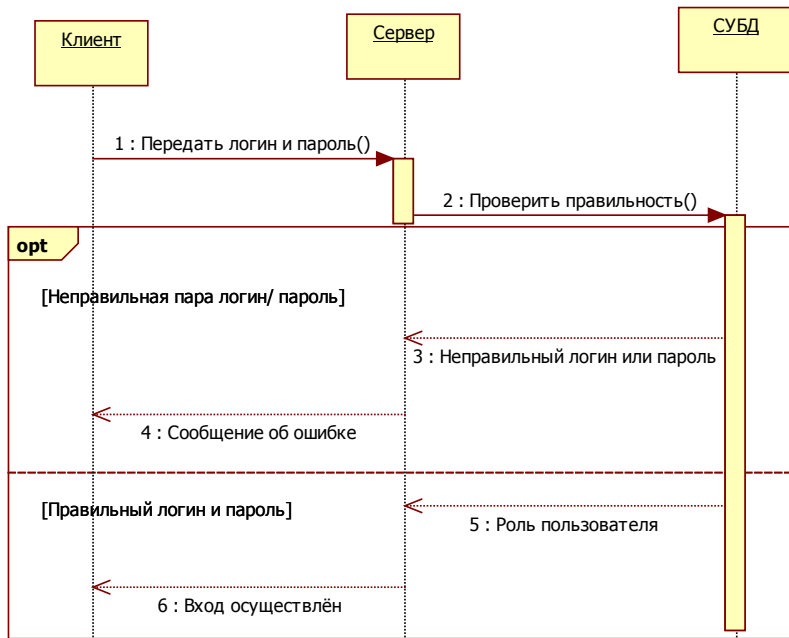 Клиент
Сервер
СУБД
1 : Передать логин и пароль()
2 : Проверить правильность()
opt
[Неправильная пара логин/ пароль]
3 : Неправильный логин или пароль
4 : Сообщение об ошибке
[Правильный логин и пароль]
5 : Роль пользователя
6 : Вход осуществлён